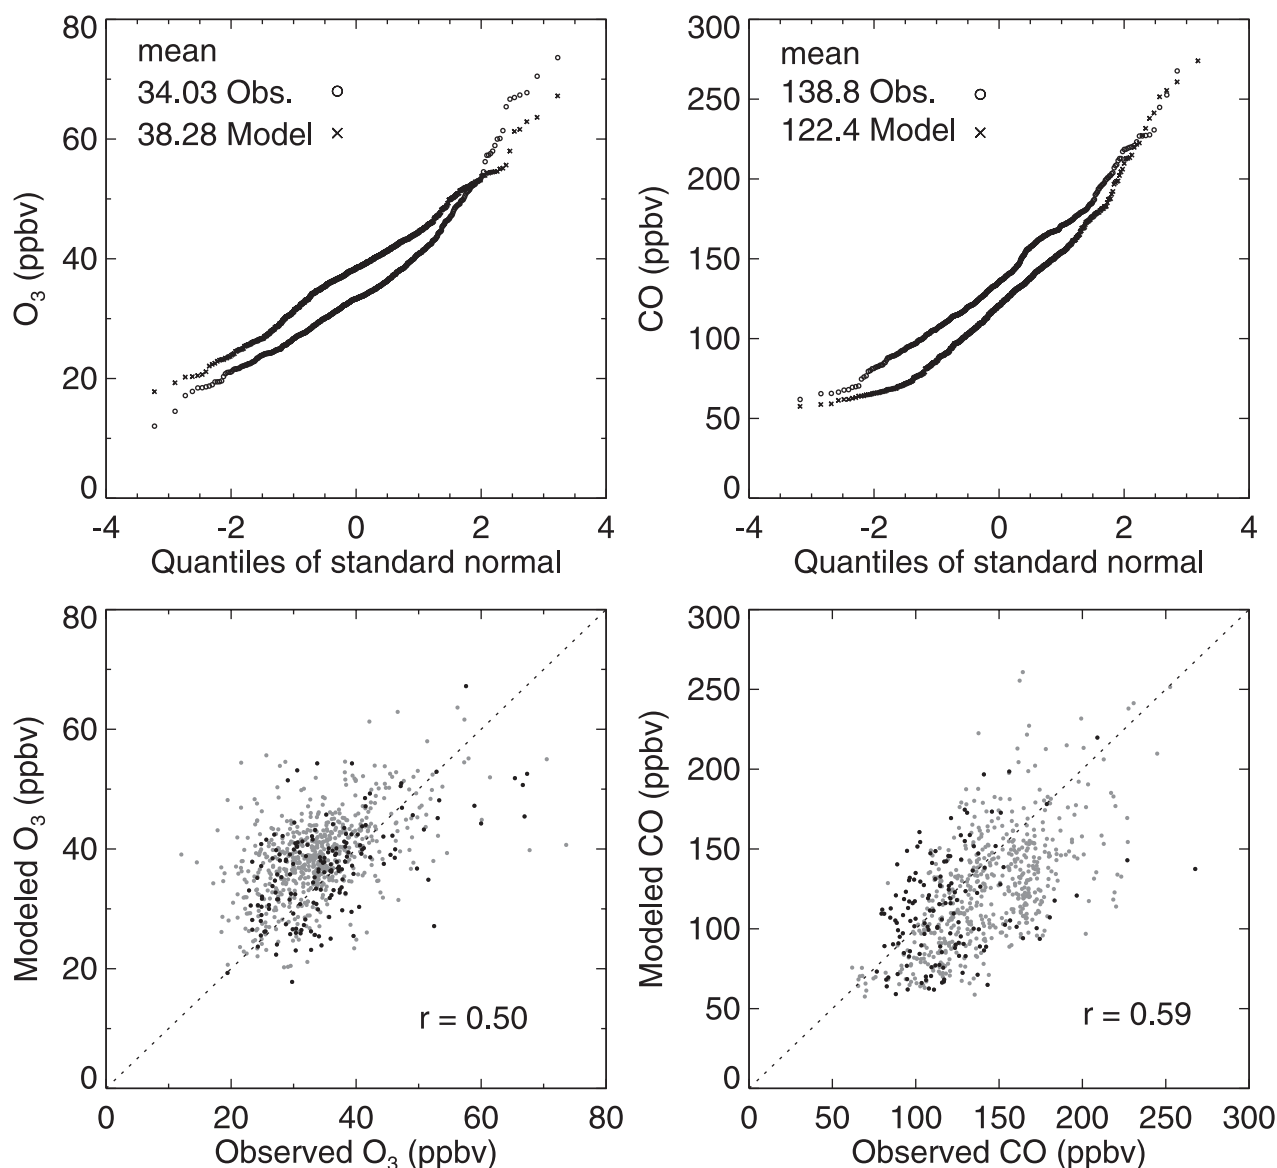 80
60
40
20
0
O3 (ppbv)
mean
34.03 Obs. ○
38.28 Model ×
-4 -2 0 2 4
Quantiles of standard normal
300
250
200
150
100
50
0
CO (ppbv)
mean
138.8 Obs. ○
122.4 Model ×
-4 -2 0 2 4
Quantiles of standard normal
80
60
40
20
0
Modeled O3 (ppbv)
r = 0.50
0 20 40 60 80
Observed O3 (ppbv)
300
250
200
150
100
50
0
Modeled CO (ppbv)
r = 0.59
0 50 100 150 200 250 300
Observed CO (ppbv)